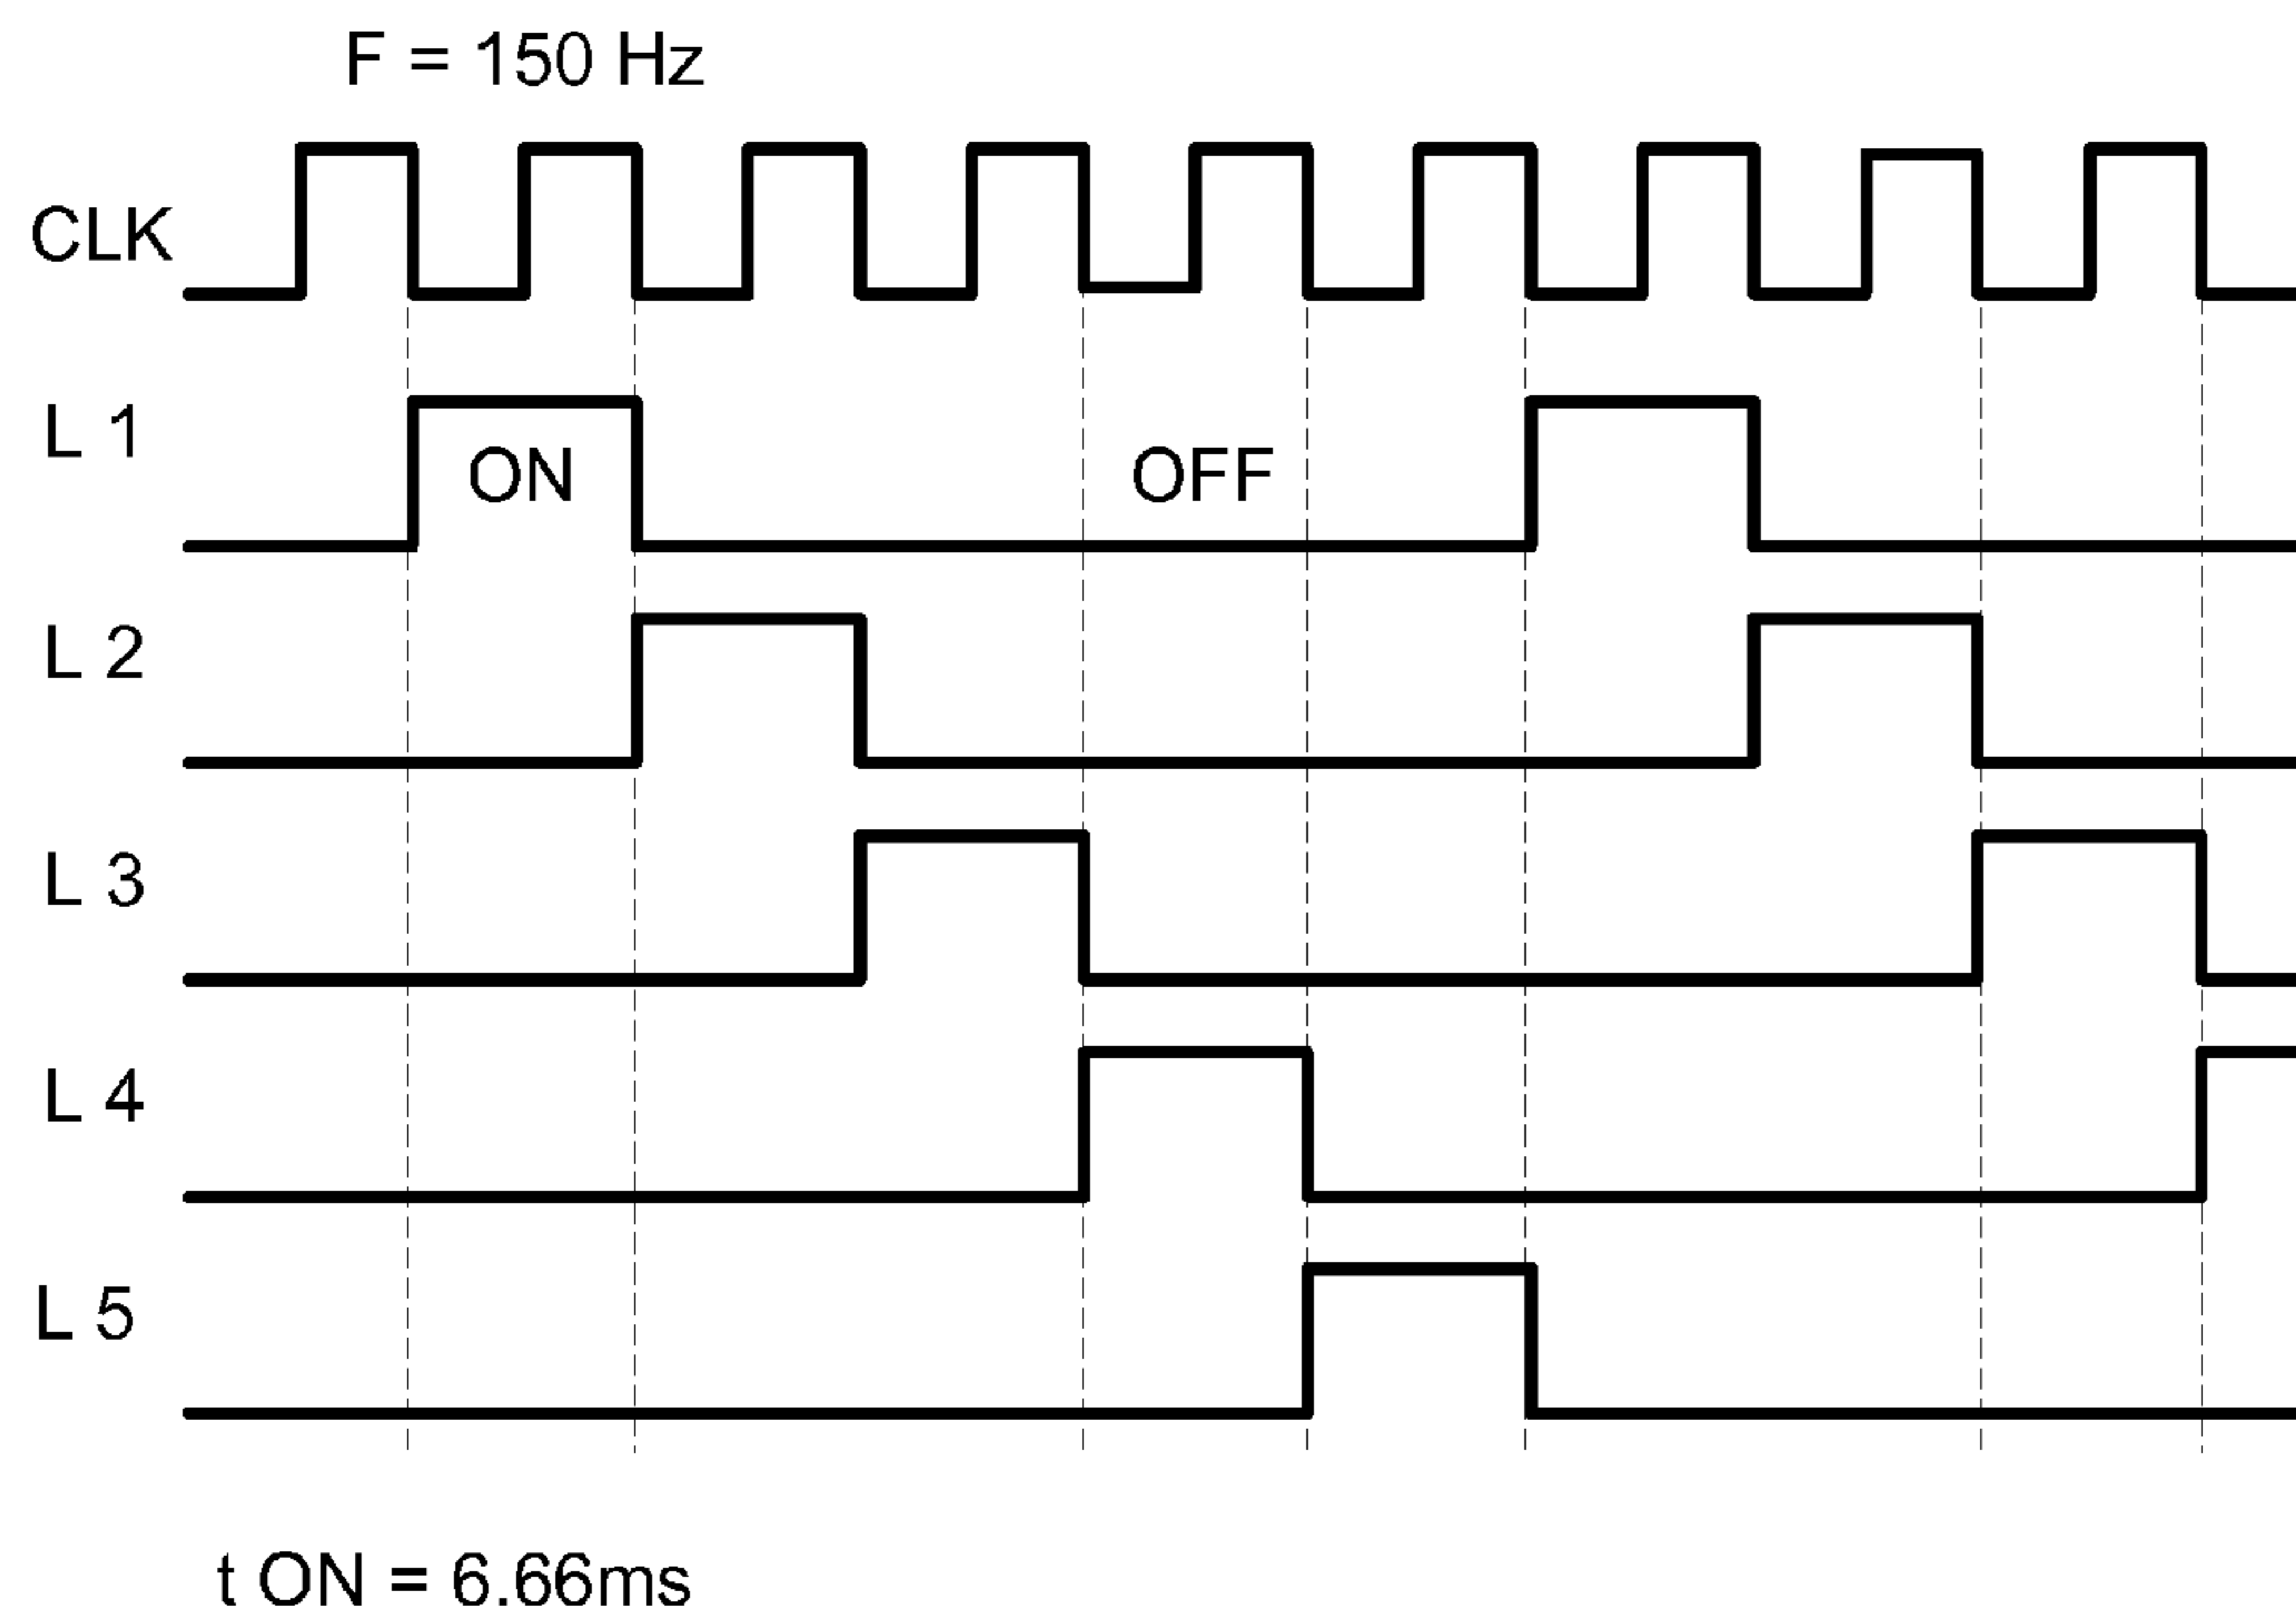 F = 150 Hz
CLK
L 1
ON OFF
L 2
L 3
L 4
L 5
t ON = 6.66ms